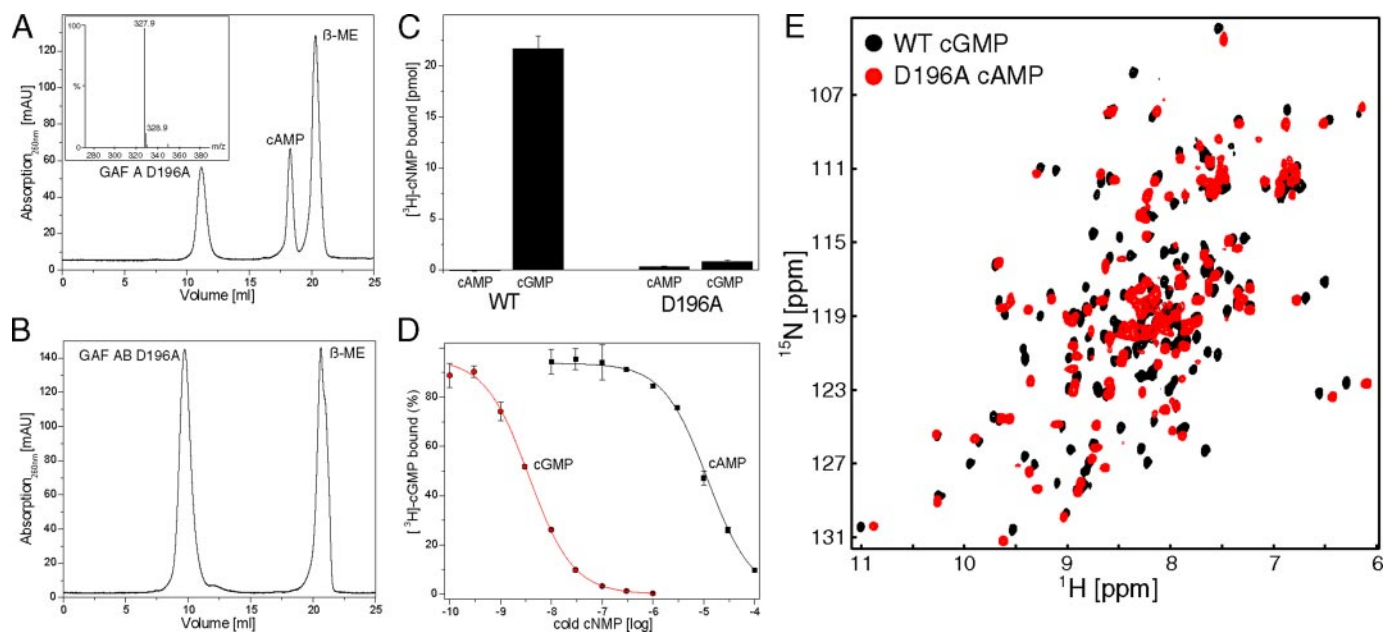 A
Absorption260nm [mAU]
120
100
80
60
40
20
0
100
327.9
%
328.9
m/z
280 300 320 340 360 380
GAF A D196A
cAMP
ß-ME
0 5 10 15 20 25
Volume [ml]
B
Absorption260nm [mAU]
140
120
100
80
60
40
20
0
GAF AB D196A
ß-ME
0 5 10 15 20 25
Volume [ml]
C
[³H]-cNMP bound [pmol]
20
15
10
5
0
cAMP cGMP cAMP cGMP
WT D196A
D
[³H]-cGMP bound (%)
80
60
40
20
0
cGMP
cAMP
-10 -9 -8 -7 -6 -5 -4
cold cNMP [log]
E
WT cGMP
D196A cAMP
15N [ppm]
107
111
115
119
123
127
131
11 10 9 8 7 6
1H [ppm]